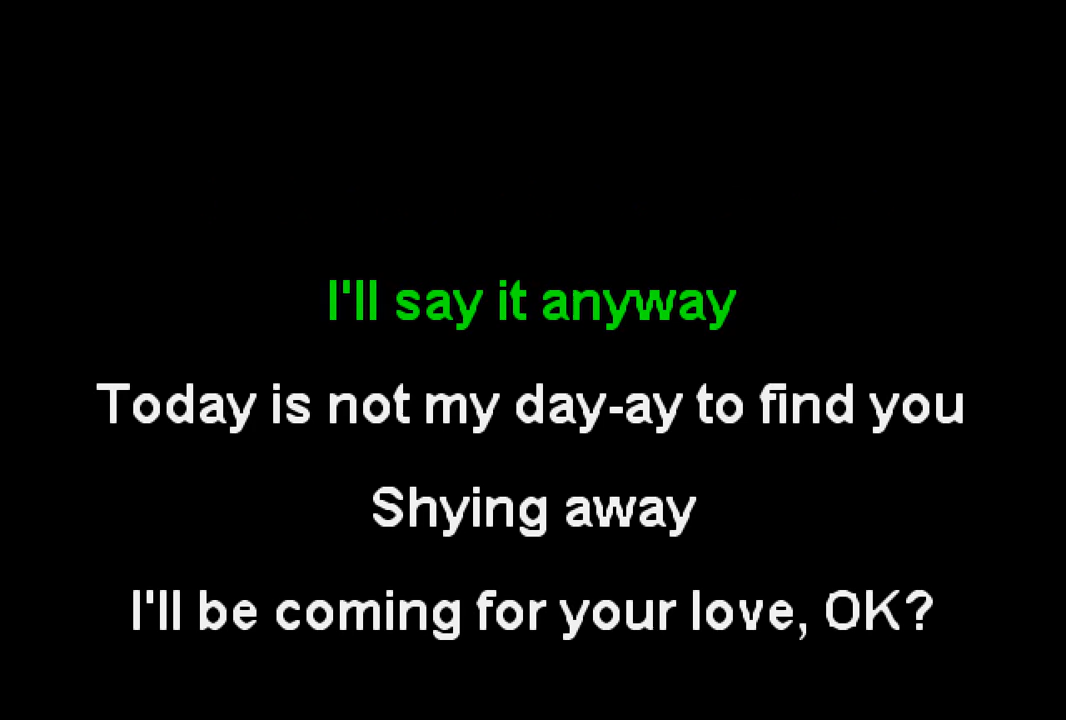 I'll say it anyway
Today is not my day-ay to find you
Shying away
I'll be coming for your love, OK?